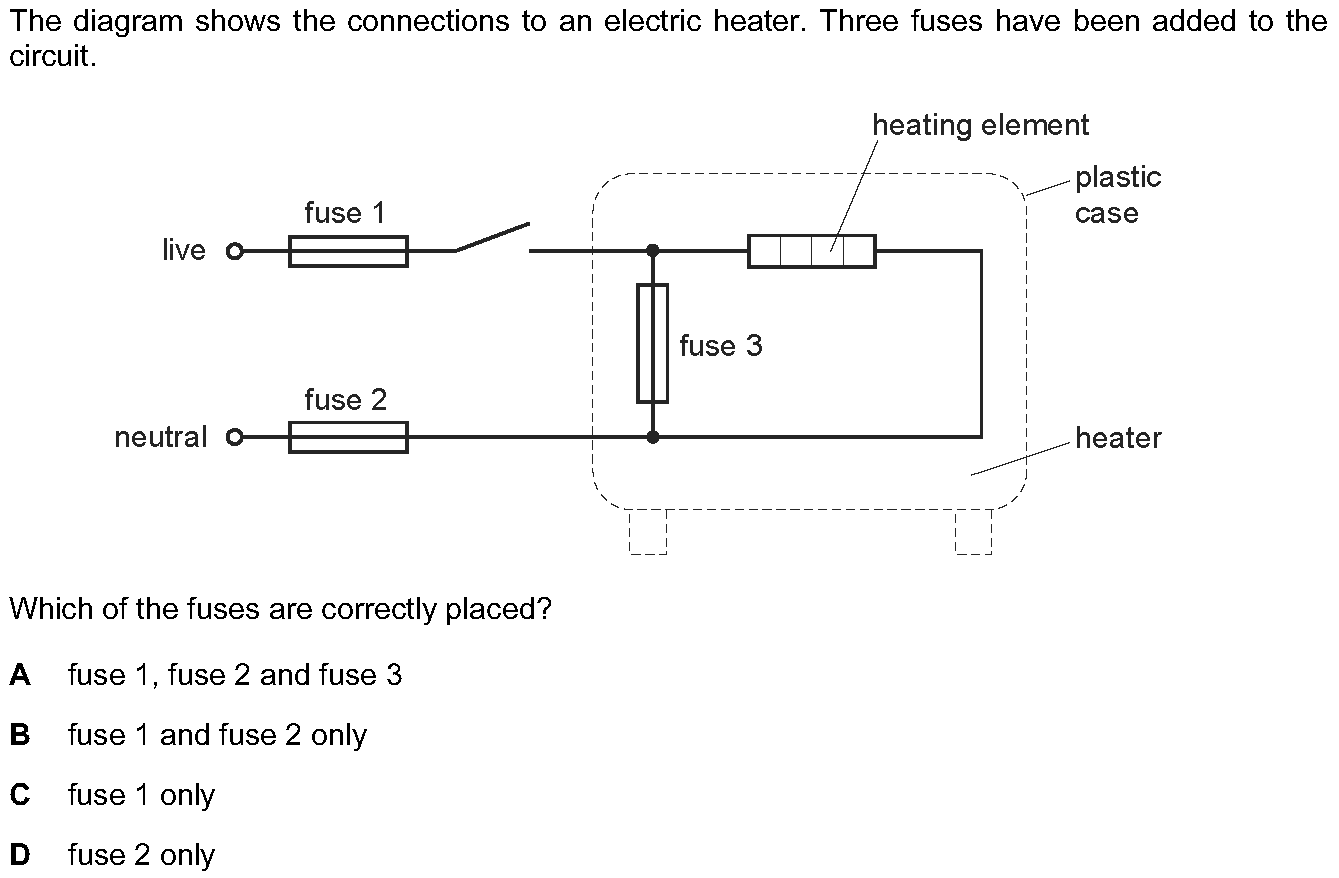 The diagram shows the connections to an electric heater. Three fuses have been added to the
circuit.
heating element
plastic
case
fuse 1
live
fuse 3
fuse 2
neutral
heater
Which of the fuses are correctly placed?
A fuse 1, fuse 2 and fuse 3
B fuse 1 and fuse 2 only
C fuse 1 only
D fuse 2 only